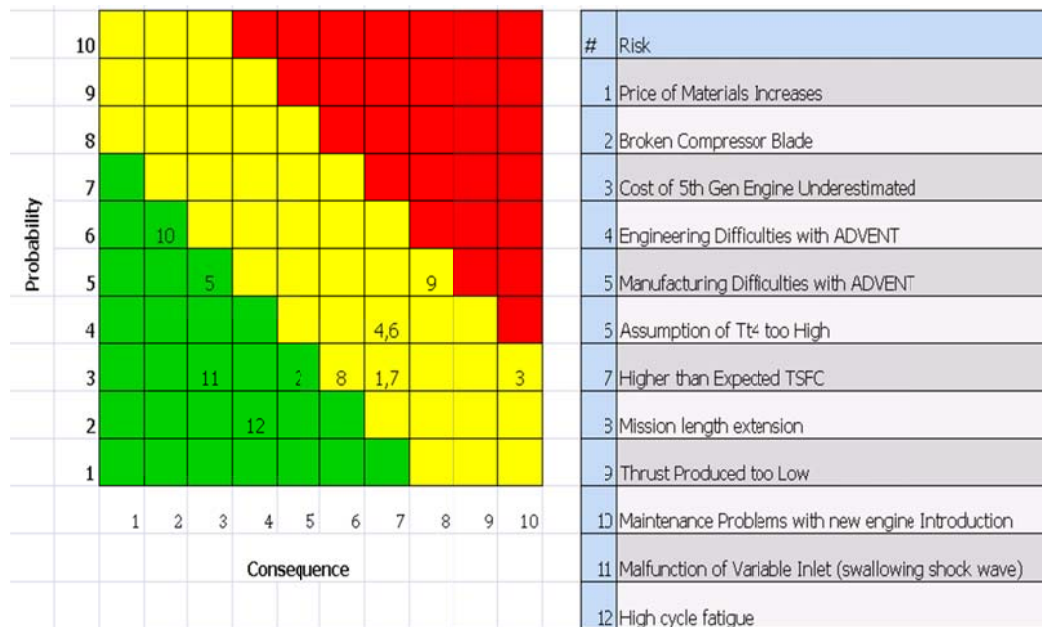 10
9
8
7
6 10
5 5 9
4 4,6
3 11 2 8 1,7 3
2 12
1
1 2 3 4 5 6 7 8 9 10
Probability
Consequence
# Risk
1 Price of Materials Increases
2 Broken Compressor Blade
3 Cost of 5th Gen Engine Underestimated
4 Engineering Difficulties with ADVENT
5 Manufacturing Difficulties with ADVENT
6 Assumption of Tt4 too High
7 Higher than Expected TSFC
8 Mission length extension
9 Thrust Produced too Low
10 Maintenance Problems with new engine Introduction
11 Malfunction of Variable Inlet (swallowing shock wave)
12 High cycle fatigue